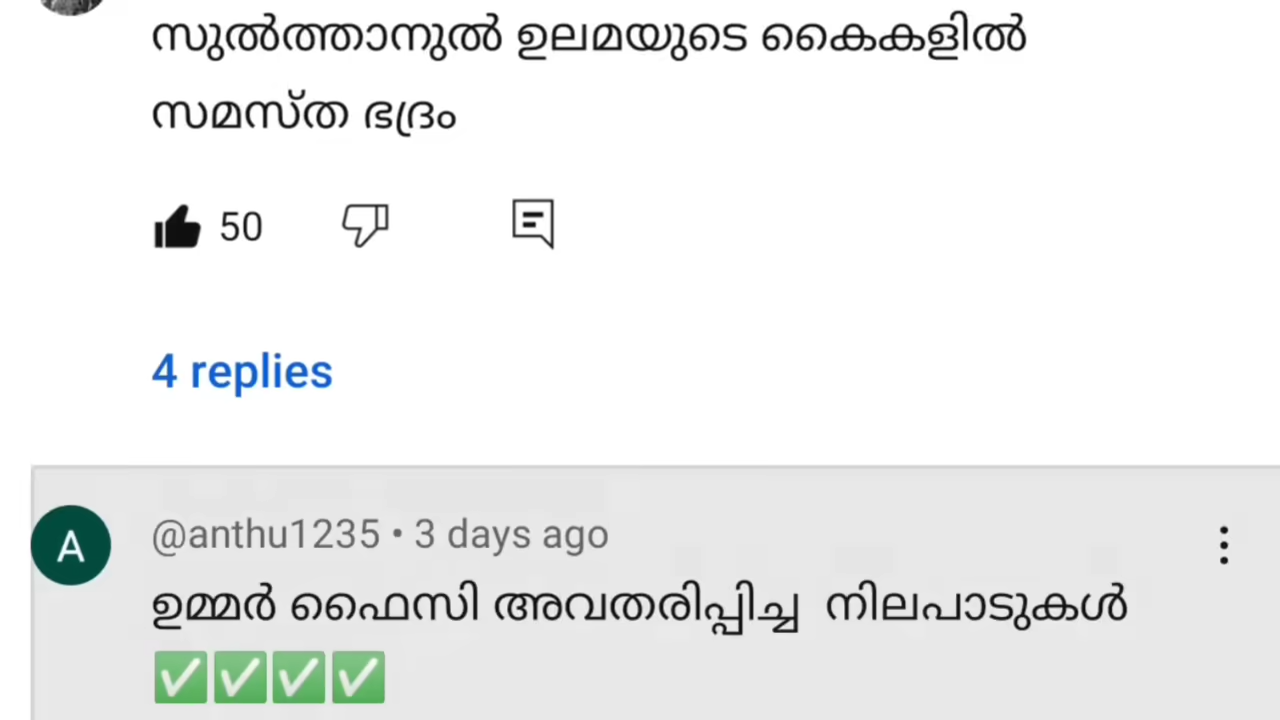 സുൽത്താനുൽ ഉലമയുടെ കൈകളിൽ
സമസ്ത ഭദ്രം
50
4 replies
A
@anthu1235 • 3 days ago
ഉമ്മർ ഫൈസി അവതരിപ്പിച്ച നിലപാടുകൾ
✅✅✅✅